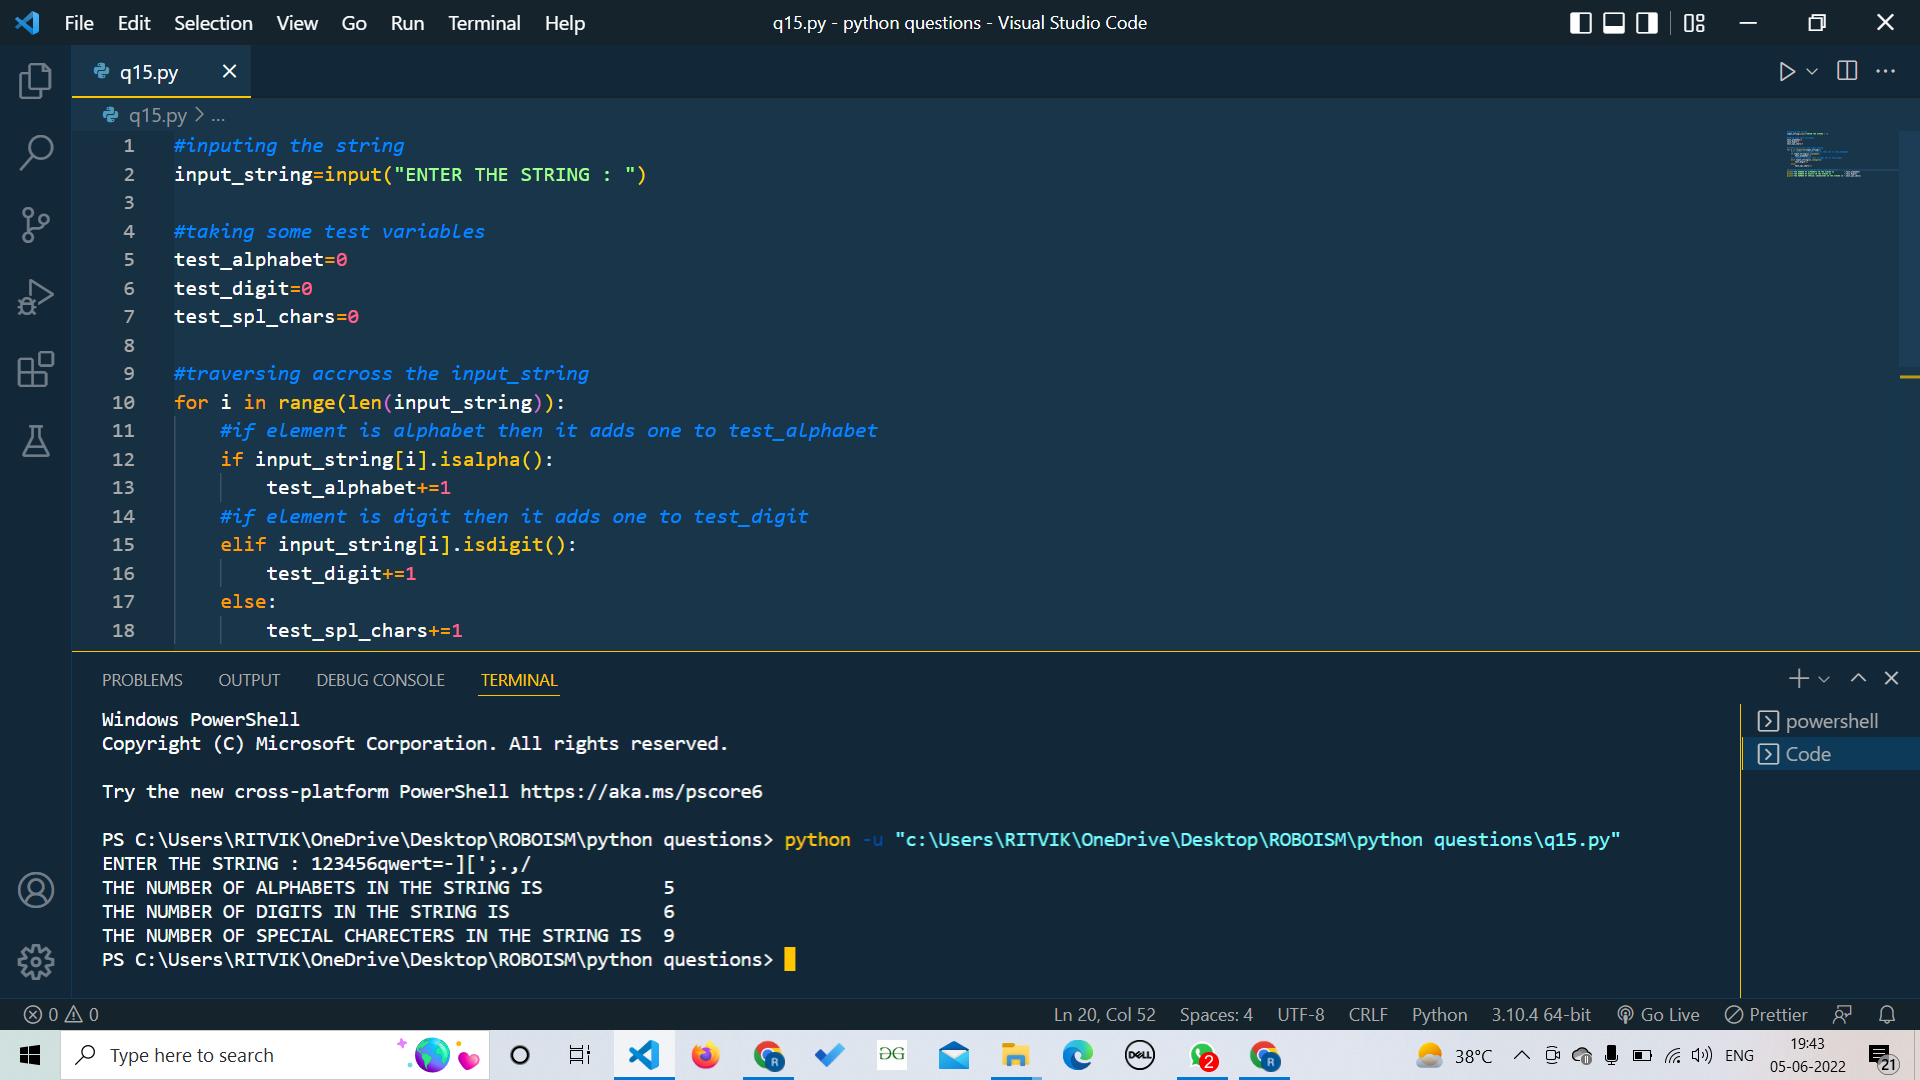 File Edit Selection View Go Run Terminal Help
q15.py - python questions - Visual Studio Code
q15.py
q15.py > ...
1 #inputing the string
2 input_string=input("ENTER THE STRING : ")
3
4 #taking some test variables
5 test_alphabet=0
6 test_digit=0
7 test_spl_chars=0
8
9 #traversing accross the input_string
10 for i in range(len(input_string)):
11 #if element is alphabet then it adds one to test_alphabet
12 if input_string[i].isalpha():
13 test_alphabet+=1
14 #if element is digit then it adds one to test_digit
15 elif input_string[i].isdigit():
16 test_digit+=1
17 else:
18 test_spl_chars+=1
PROBLEMS OUTPUT DEBUG CONSOLE TERMINAL
Windows PowerShell
Copyright (C) Microsoft Corporation. All rights reserved.
Try the new cross-platform PowerShell https://aka.ms/pscore6
PS C:\Users\RITVIK\OneDrive\Desktop\ROBOISM\python questions> python -u "c:\Users\RITVIK\OneDrive\Desktop\ROBOISM\python questions\q15.py"
ENTER THE STRING : 123456qwert=-][';.,/
THE NUMBER OF ALPHABETS IN THE STRING IS 5
THE NUMBER OF DIGITS IN THE STRING IS 6
THE NUMBER OF SPECIAL CHARECTERS IN THE STRING IS 9
PS C:\Users\RITVIK\OneDrive\Desktop\ROBOISM\python questions>
powershell
Code
0 0
Ln 20, Col 52 Spaces: 4 UTF-8 CRLF Python 3.10.4 64-bit Go Live Prettier
Type here to search
R
DELL
2
R
38°C
ENG
19:43
05-06-2022
21